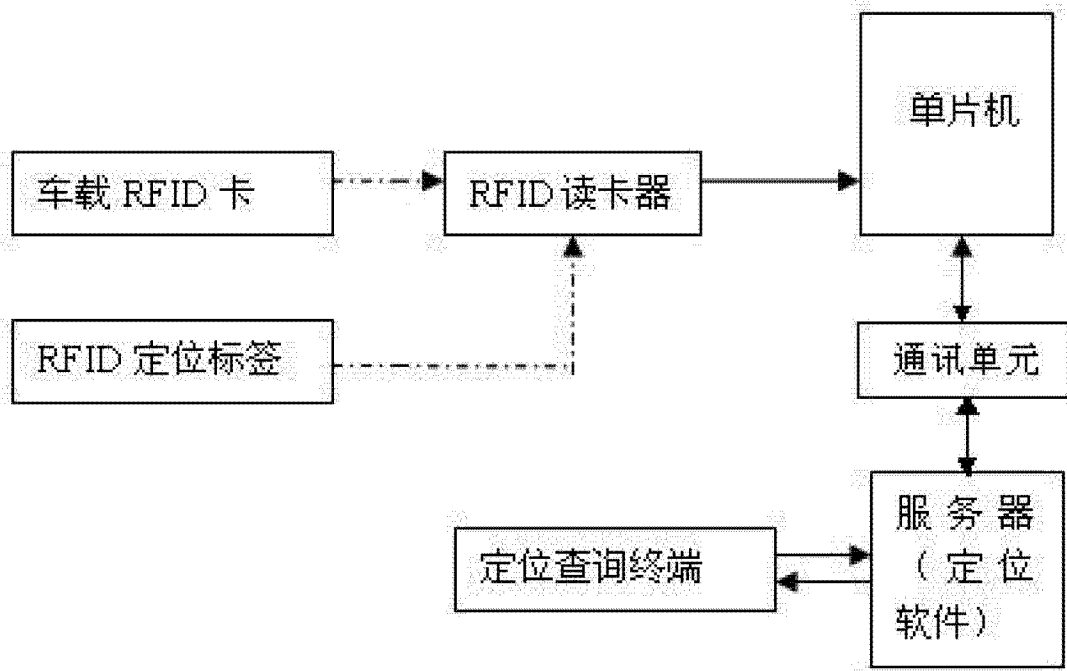 单片机
车载 RFID 卡
RFID 读卡器
RFID 定位标签
通讯单元
定位查询终端
服务器
（定位
软件）